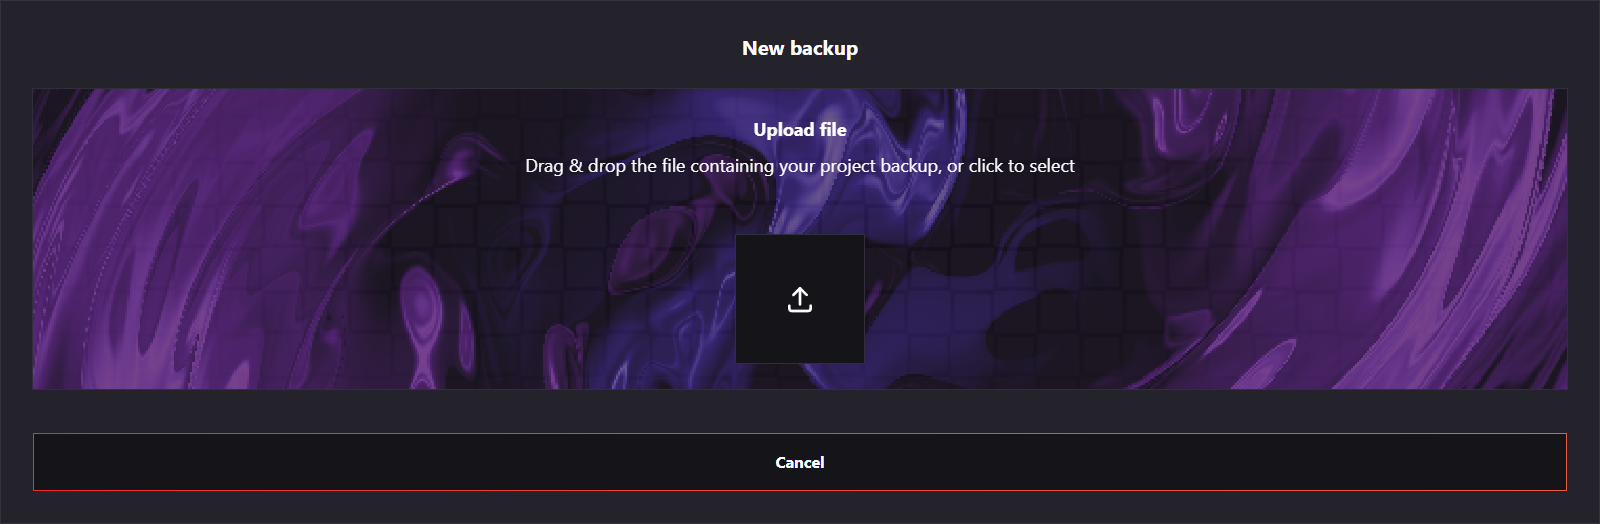 New backup
Upload file
Drag & drop the file containing your project backup, or click to select
Cancel